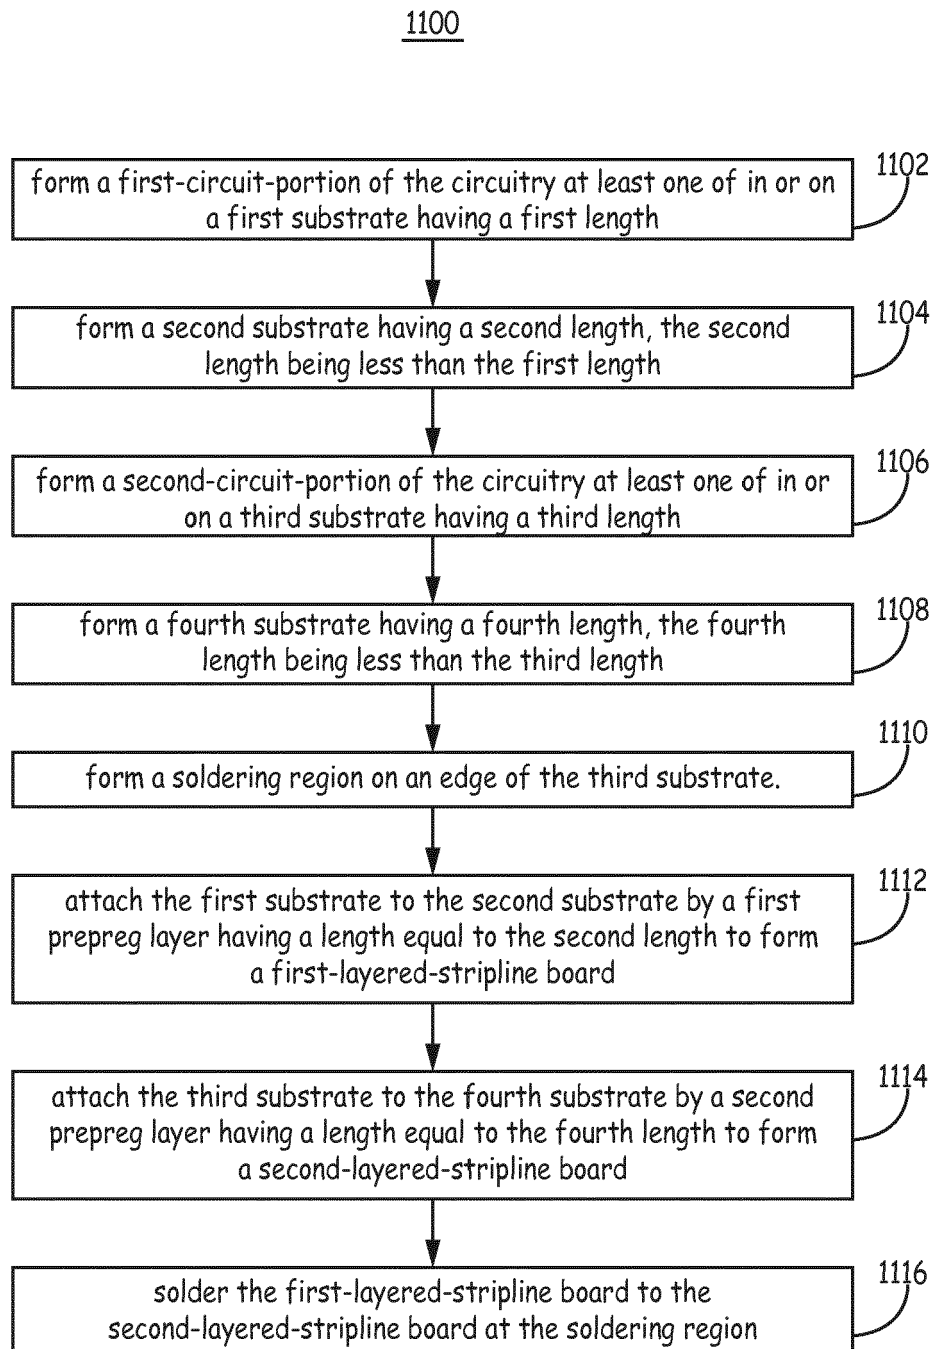 1100
1102
form a first-circuit-portion of the circuitry at least one of in or on
a first substrate having a first length
1104
form a second substrate having a second length, the second
length being less than the first length
1106
form a second-circuit-portion of the circuitry at least one of in or
on a third substrate having a third length
1108
form a fourth substrate having a fourth length, the fourth
length being less than the third length
1110
form a soldering region on an edge of the third substrate.
1112
attach the first substrate to the second substrate by a first
prepreg layer having a length equal to the second length to form
a first-layered-stripline board
1114
attach the third substrate to the fourth substrate by a second
prepreg layer having a length equal to the fourth length to form
a second-layered-stripline board
1116
solder the first-layered-stripline board to the
second-layered-stripline board at the soldering region